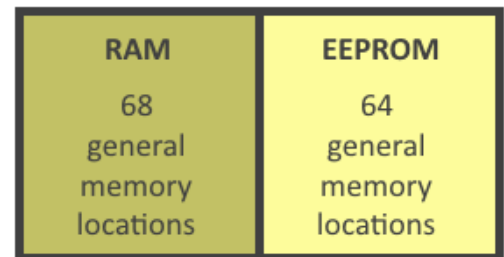 RAM
68
general
memory
locations
EEPROM
64
general
memory
locations